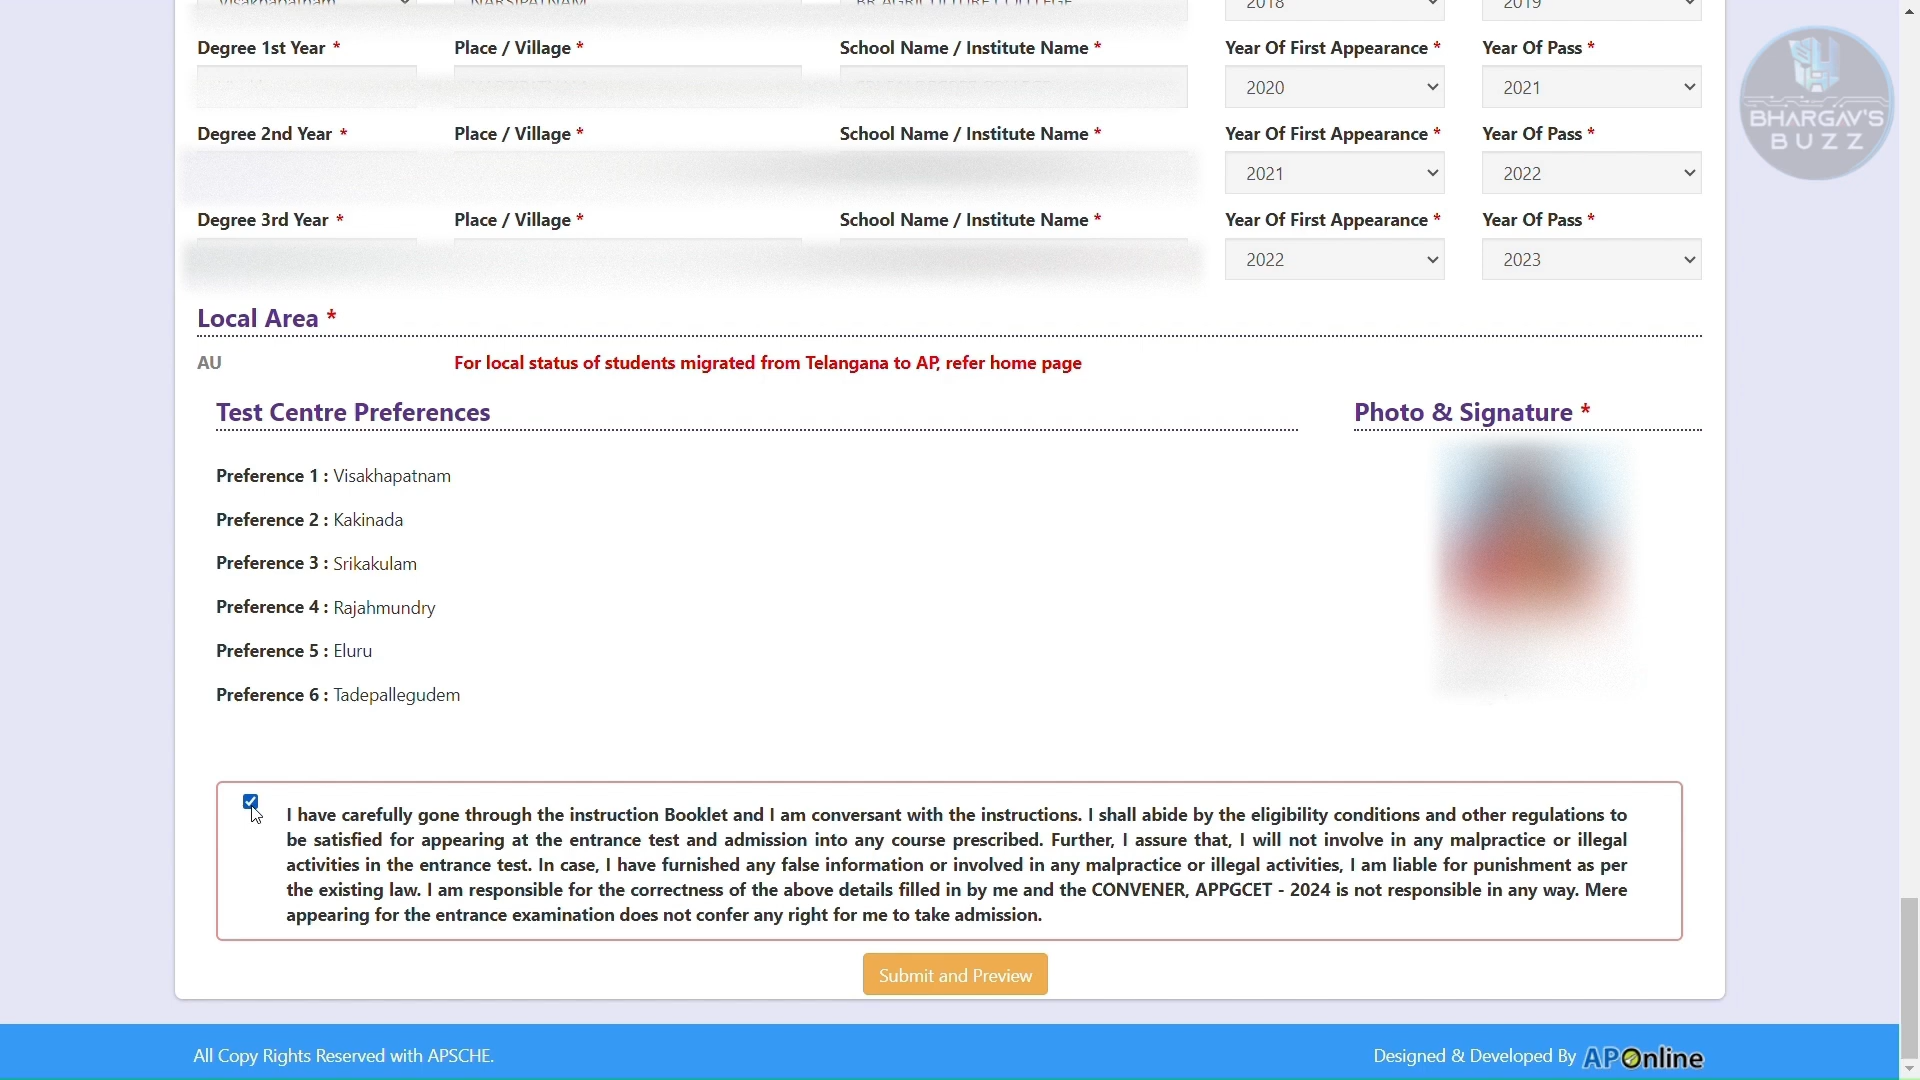 Visakhapatnam NARSIPATNAM 2018 2019
Degree 1st Year * Place / Village * School Name / Institute Name * Year Of First Appearance * Year Of Pass *
2020 2021
Degree 2nd Year * Place / Village * School Name / Institute Name * Year Of First Appearance * Year Of Pass *
2021 2022
Degree 3rd Year * Place / Village * School Name / Institute Name * Year Of First Appearance * Year Of Pass *
2022 2023
Local Area *
AU For local status of students migrated from Telangana to AP, refer home page
Test Centre Preferences Photo & Signature *
Preference 1 : Visakhapatnam
Preference 2 : Kakinada
Preference 3 : Srikakulam
Preference 4 : Rajahmundry
Preference 5 : Eluru
Preference 6 : Tadepallegudem
I have carefully gone through the instruction Booklet and I am conversant with the instructions. I shall abide by the eligibility conditions and other regulations to
be satisfied for appearing at the entrance test and admission into any course prescribed. Further, I assure that, I will not involve in any malpractice or illegal
activities in the entrance test. In case, I have furnished any false information or involved in any malpractice or illegal activities, I am liable for punishment as per
the existing law. I am responsible for the correctness of the above details filled in by me and the CONVENER, APPGCET - 2024 is not responsible in any way. Mere
appearing for the entrance examination does not confer any right for me to take admission.
Submit and Preview
All Copy Rights Reserved with APSCHE. Designed & Developed By APOnline
BHARGAV'S
BUZZ